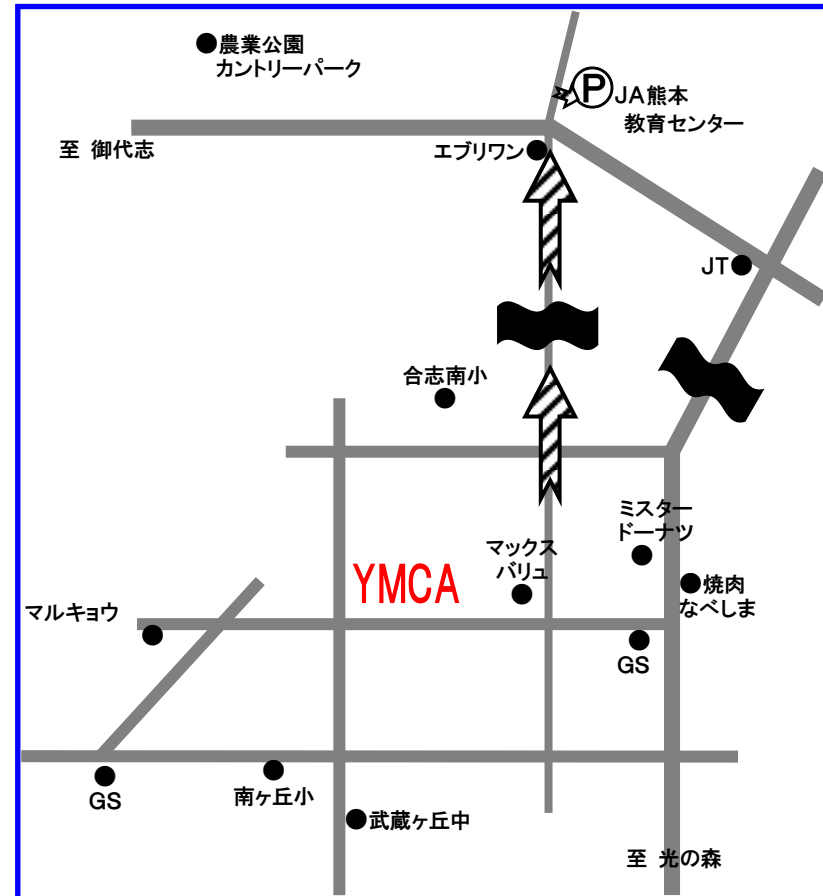 農業公園
カントリーパーク
P
JA熊本
教育センター
至 御代志
エブリワン
JT
合志南小
ミスター
ドーナツ
マックス
バリュ
YMCA
焼肉
なべしま
マルキョウ
GS
GS
南ヶ丘小
武蔵ヶ丘中
至 光の森